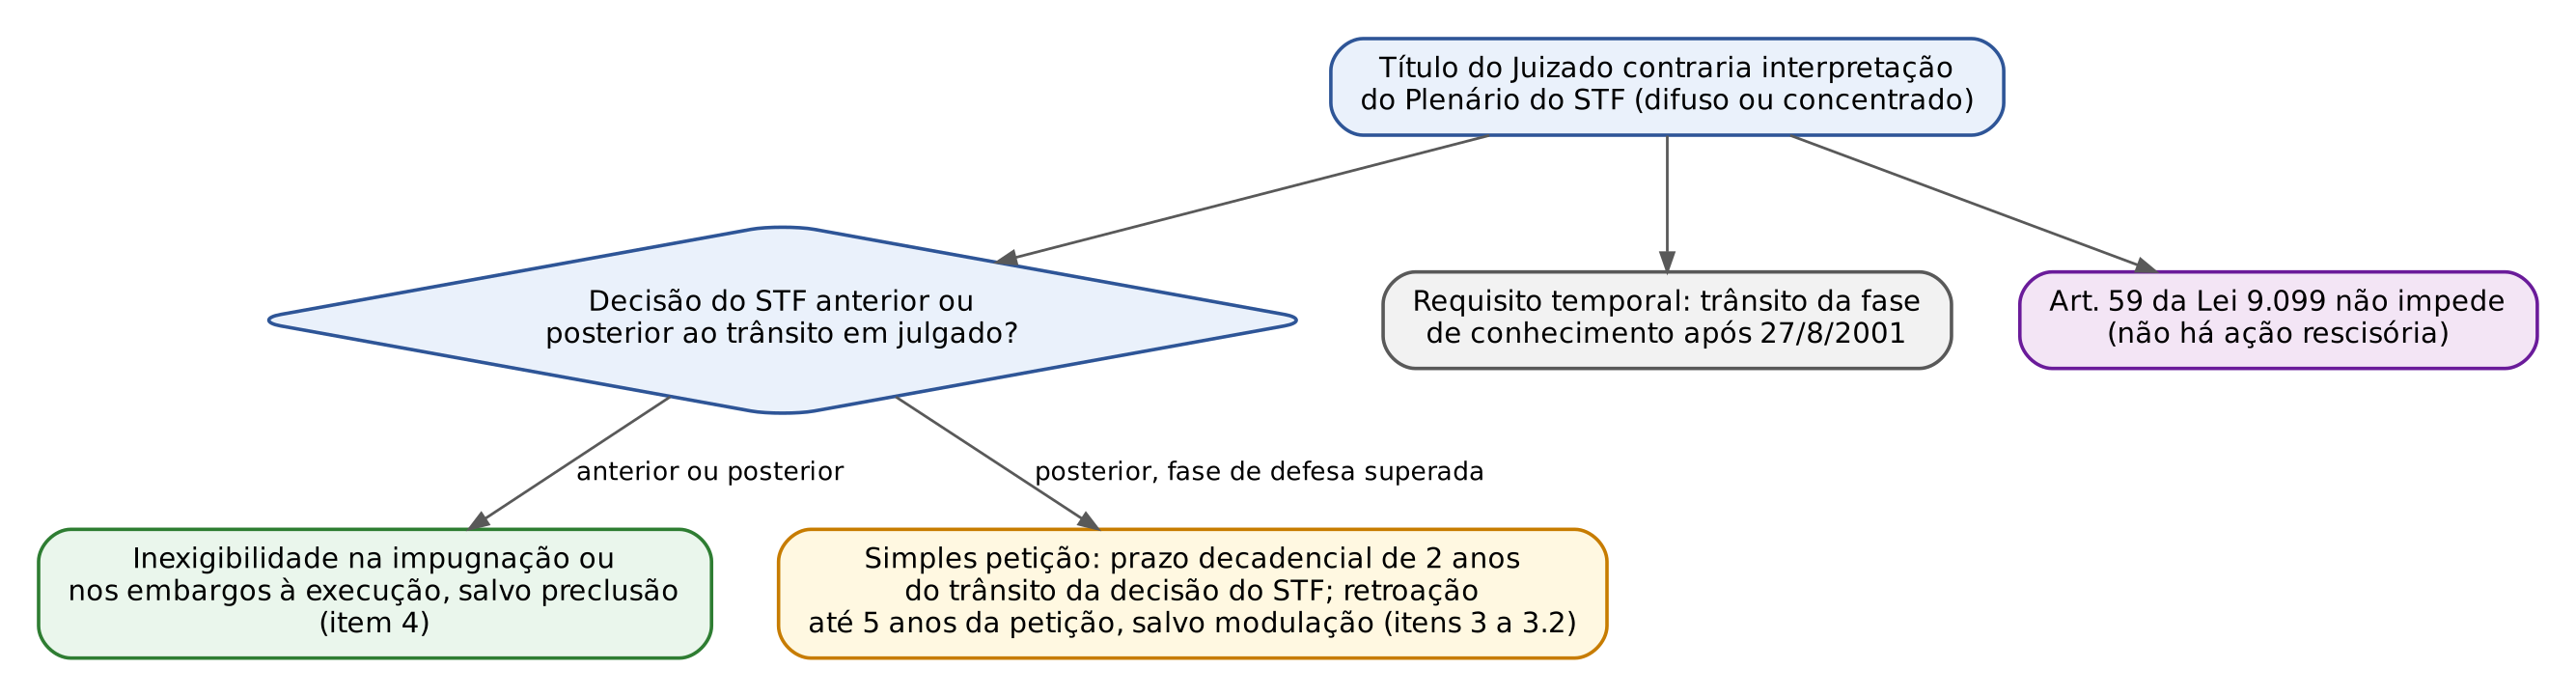 Título do Juizado contraria interpretação
do Plenário do STF (difuso ou concentrado)
Decisão do STF anterior ou
posterior ao trânsito em julgado?
Requisito temporal: trânsito da fase
de conhecimento após 27/8/2001
Art. 59 da Lei 9.099 não impede
(não há ação rescisória)
anterior ou posterior
posterior, fase de defesa superada
Inexigibilidade na impugnação ou
nos embargos à execução, salvo preclusão
(item 4)
Simples petição: prazo decadencial de 2 anos
do trânsito da decisão do STF; retroação
até 5 anos da petição, salvo modulação (itens 3 a 3.2)